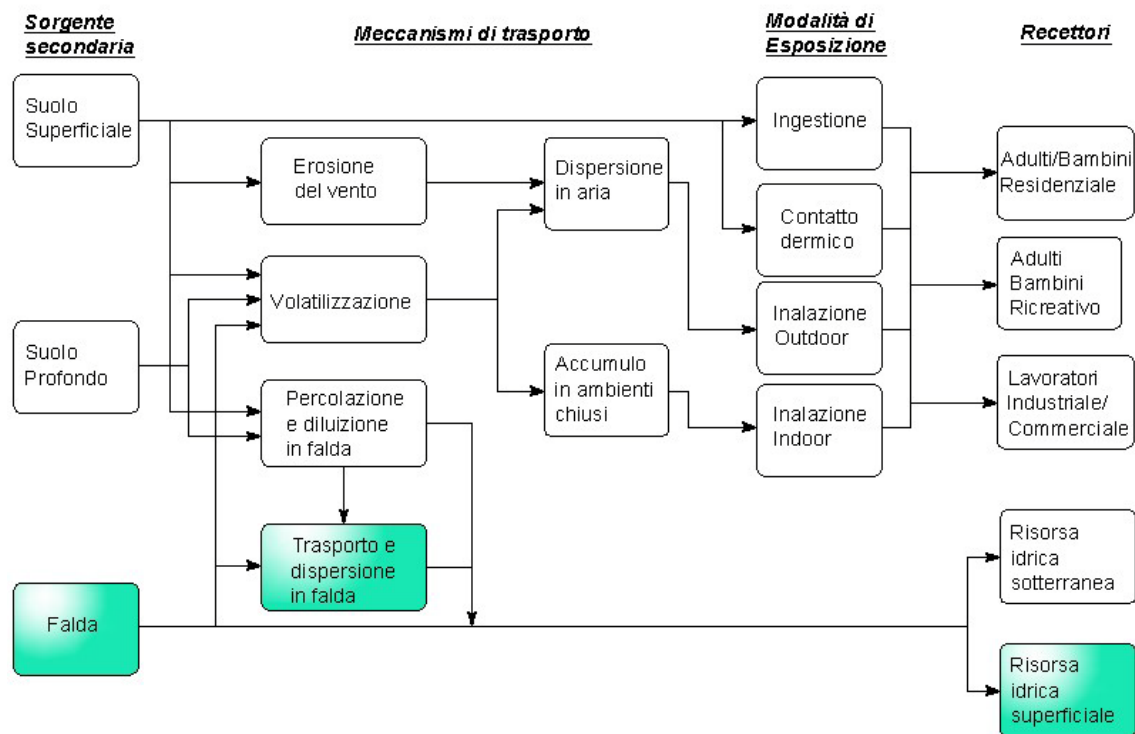 Sorgente
secondaria
Meccanismi di trasporto
Modalità di
Esposizione
Recettori
Suolo
Superficiale
Erosione
del vento
Dispersione
in aria
Ingestione
Adulti/Bambini
Residenziale
Contatto
dermico
Volatilizzazione
Adulti
Bambini
Ricreativo
Inalazione
Outdoor
Suolo
Profondo
Percolazione
e diluizione
in falda
Accumulo
in ambienti
chiusi
Inalazione
Indoor
Lavoratori
Industriale/
Commerciale
Trasporto e
dispersione
in falda
Risorsa
idrica
sotterranea
Falda
Risorsa
idrica
superficiale